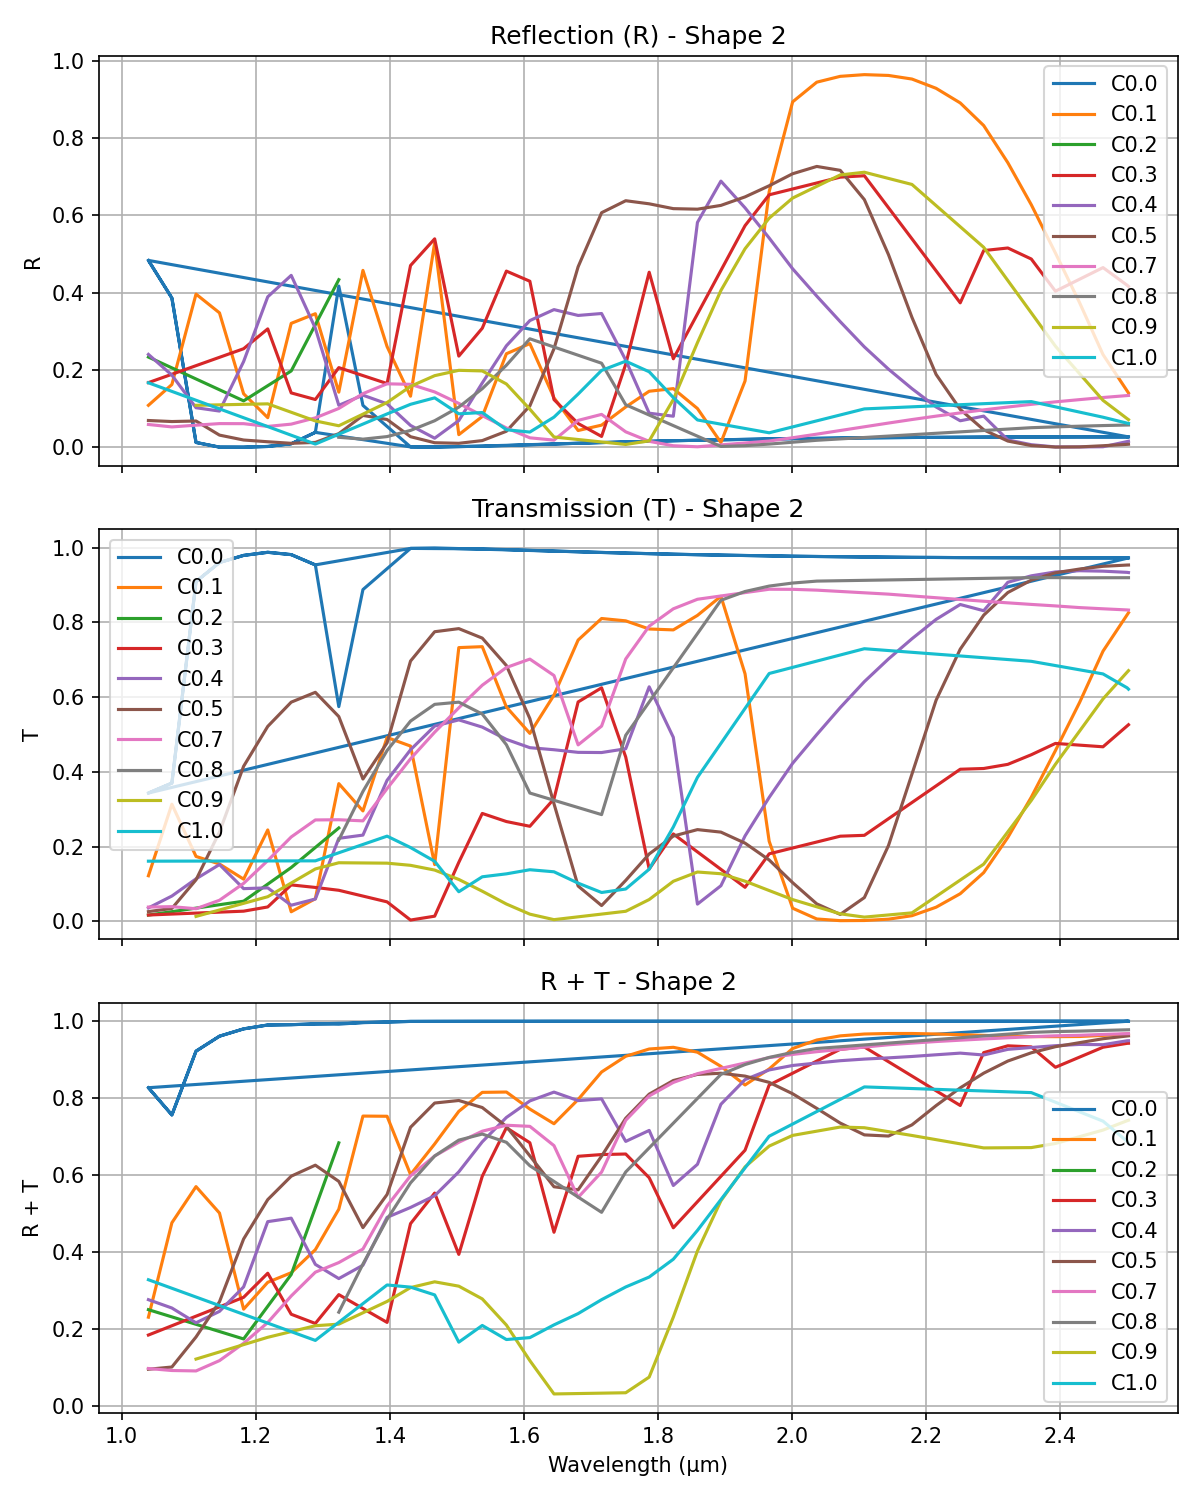 Reflection (R) - Shape 2
R
1.0
0.8
0.6
0.4
0.2
0.0
C0.0
C0.1
C0.2
C0.3
C0.4
C0.5
C0.7
C0.8
C0.9
C1.0
Transmission (T) - Shape 2
T
1.0
0.8
0.6
0.4
0.2
0.0
C0.0
C0.1
C0.2
C0.3
C0.4
C0.5
C0.7
C0.8
C0.9
C1.0
R + T - Shape 2
R + T
1.0
0.8
0.6
0.4
0.2
0.0
C0.0
C0.1
C0.2
C0.3
C0.4
C0.5
C0.7
C0.8
C0.9
C1.0
1.0 1.2 1.4 1.6 1.8 2.0 2.2 2.4
Wavelength (μm)